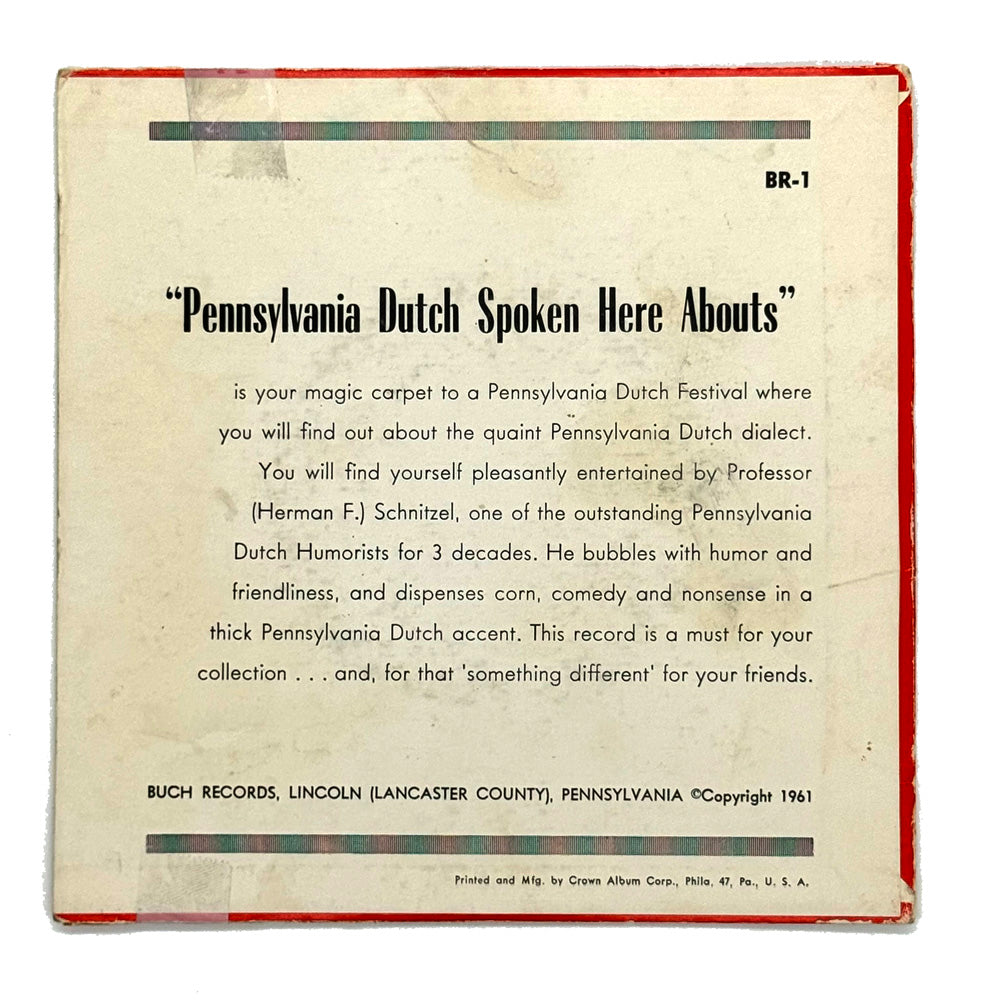 BR-1
“Pennsylvania Dutch Spoken Here Abouts”
is your magic carpet to a Pennsylvania Dutch Festival where
you will find out about the quaint Pennsylvania Dutch dialect.
You will find yourself pleasantly entertained by Professor
(Herman F.) Schnitzel, one of the outstanding Pennsylvania
Dutch Humorists for 3 decades. He bubbles with humor and
friendliness, and dispenses corn, comedy and nonsense in a
thick Pennsylvania Dutch accent. This record is a must for your
collection . . . and, for that 'something different' for your friends.
BUCH RECORDS, LINCOLN (LANCASTER COUNTY), PENNSYLVANIA ©Copyright 1961
Printed and Mfg. by Crown Album Corp., Phila. 47, Pa., U. S. A.